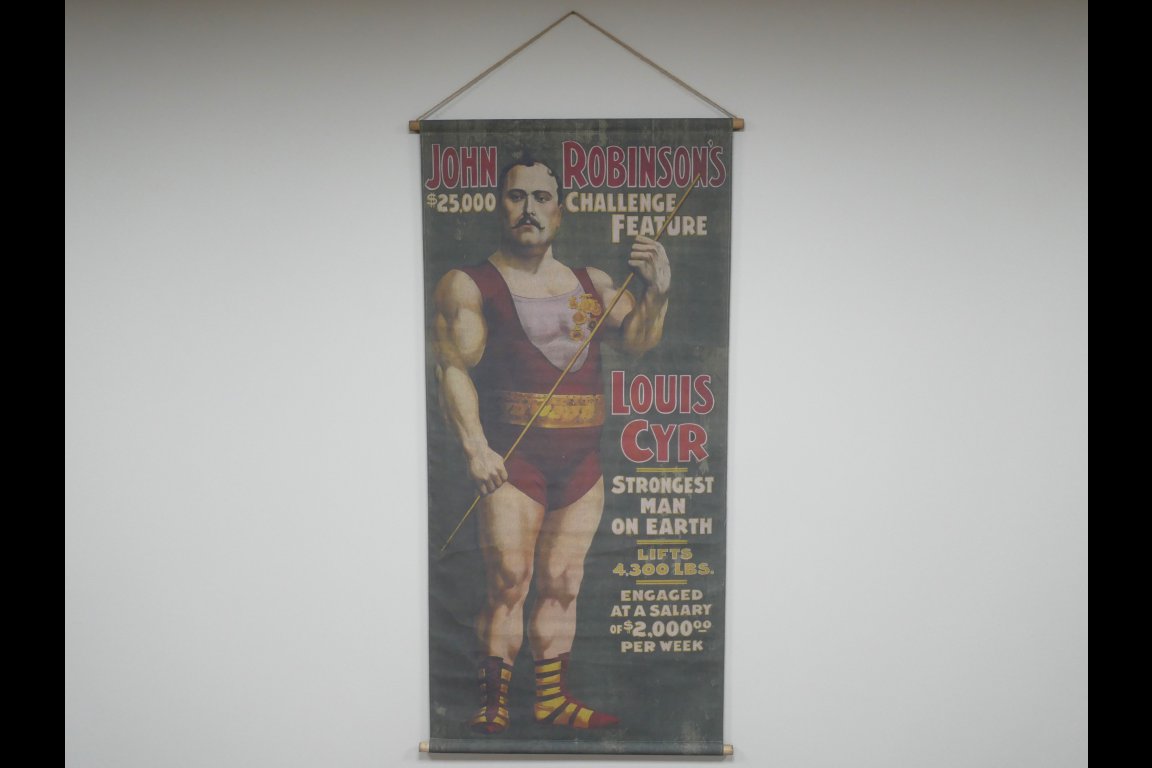 JOHN ROBINSON'S
$25,000 CHALLENGE
FEATURE
LOUIS
CYR
STRONGEST
MAN
ON EARTH
LIFTS
4,300 LBS.
ENGAGED
AT A SALARY
OF $2,000.00
PER WEEK